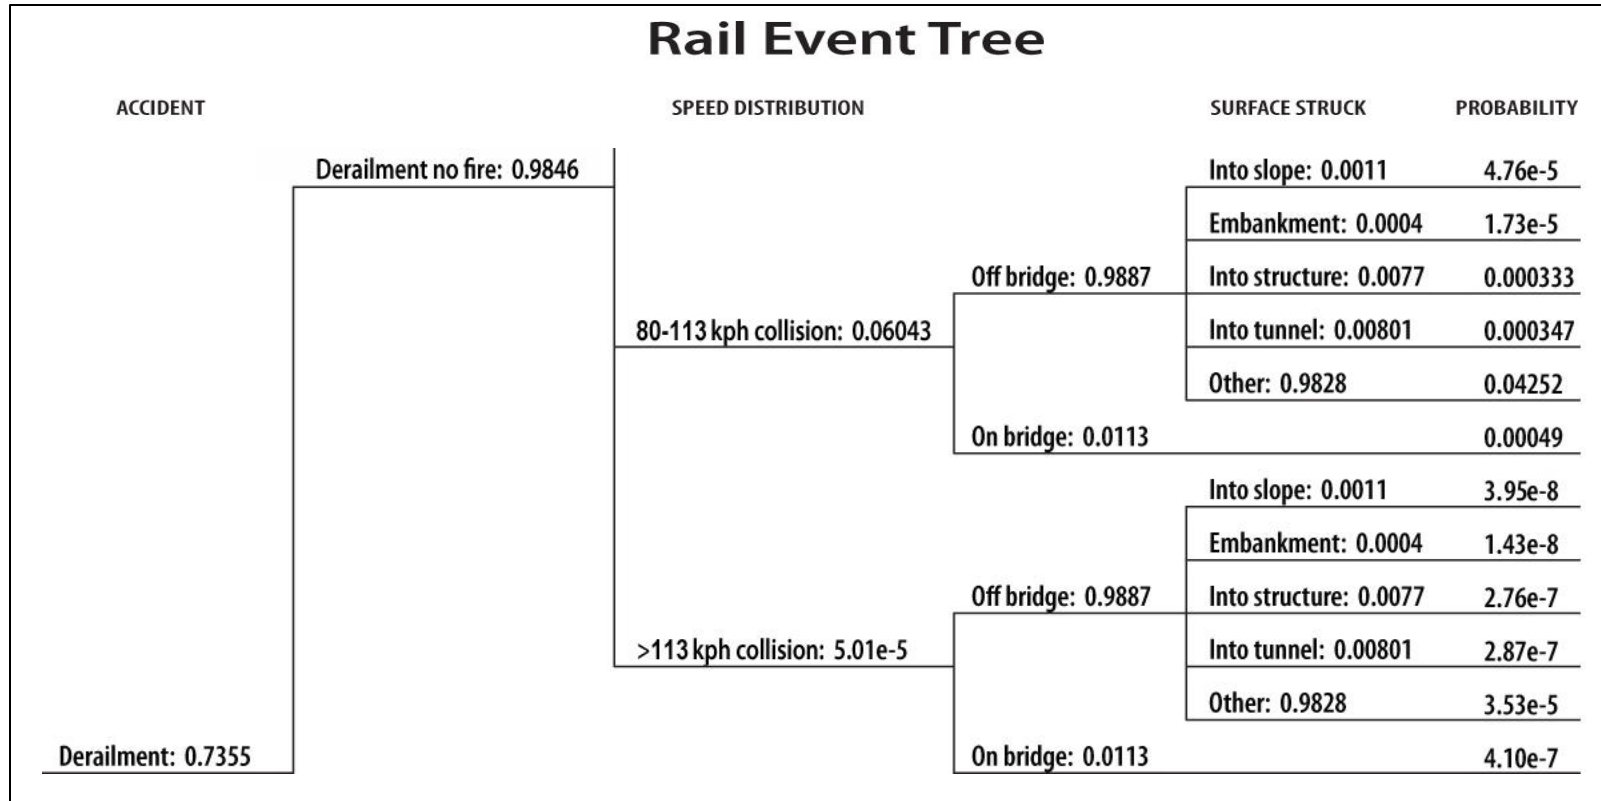 Rail Event Tree
ACCIDENT SPEED DISTRIBUTION SURFACE STRUCK PROBABILITY
Derailment no fire: 0.9846 Into slope: 0.0011 4.76e-5
Embankment: 0.0004 1.73e-5
Off bridge: 0.9887 Into structure: 0.0077 0.000333
80-113 kph collision: 0.06043 Into tunnel: 0.00801 0.000347
Other: 0.9828 0.04252
On bridge: 0.0113 0.00049
Into slope: 0.0011 3.95e-8
Embankment: 0.0004 1.43e-8
Off bridge: 0.9887 Into structure: 0.0077 2.76e-7
>113 kph collision: 5.01e-5 Into tunnel: 0.00801 2.87e-7
Other: 0.9828 3.53e-5
Derailment: 0.7355 On bridge: 0.0113 4.10e-7